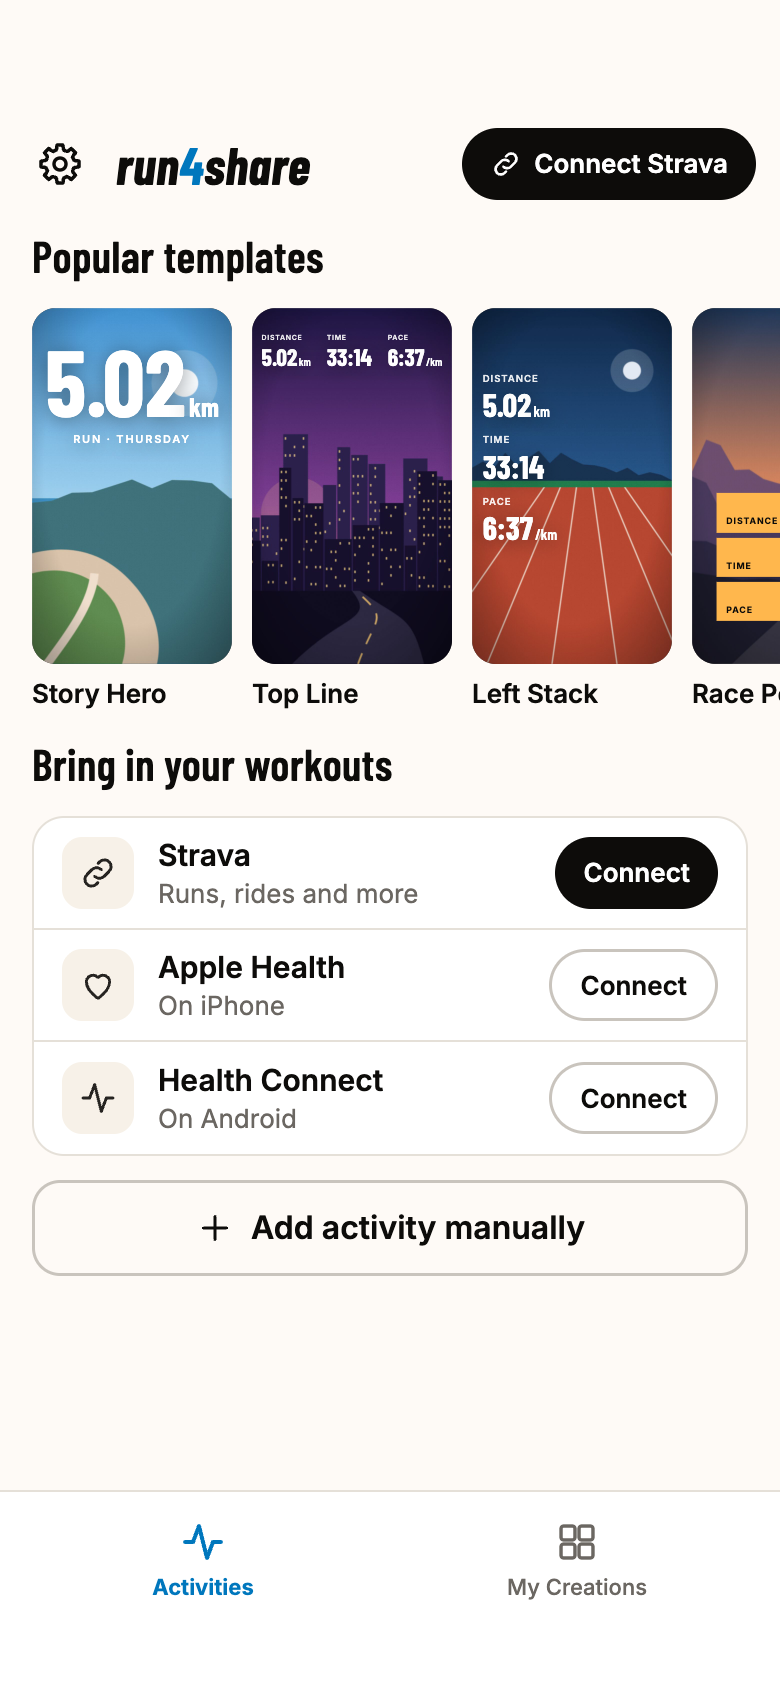 run4share
Connect Strava
Popular templates
5.02km
RUN · THURSDAY
DISTANCE TIME PACE
5.02km 33:14 6:37/km
DISTANCE
5.02km
TIME
33:14
PACE
6:37/km
DISTANCE
TIME
PACE
Story Hero
Top Line
Left Stack
Race
Bring in your workouts
Strava
Runs, rides and more
Connect
Apple Health
On iPhone
Connect
Health Connect
On Android
Connect
Add activity manually
Activities
My Creations